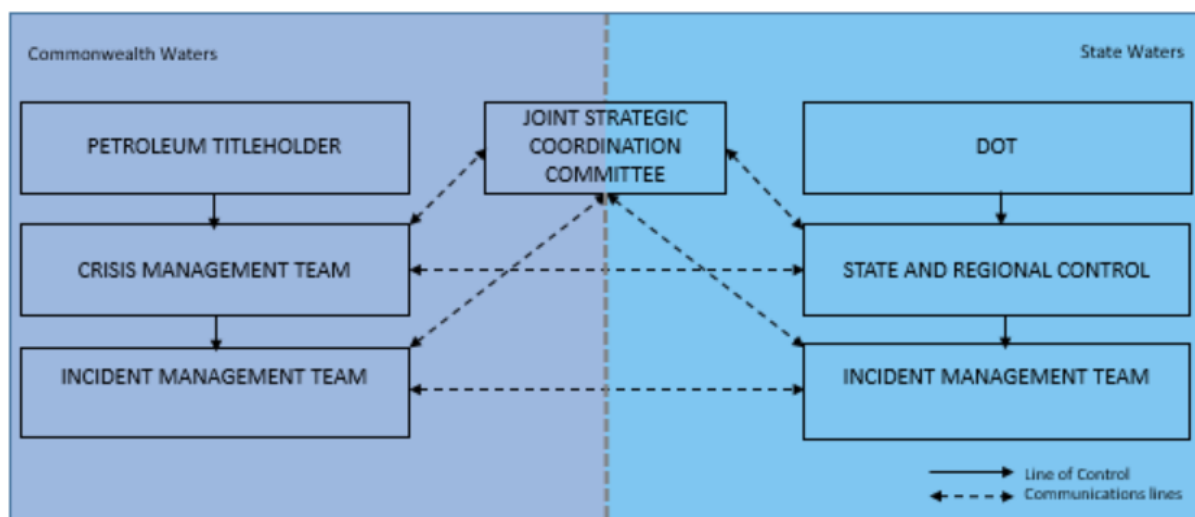 Commonwealth Waters
State Waters
PETROLEUM TITLEHOLDER
JOINT STRATEGIC
COORDINATION
COMMITTEE
DOT
CRISIS MANAGEMENT TEAM
STATE AND REGIONAL CONTROL
INCIDENT MANAGEMENT TEAM
INCIDENT MANAGEMENT TEAM
Line of Control
Communications lines